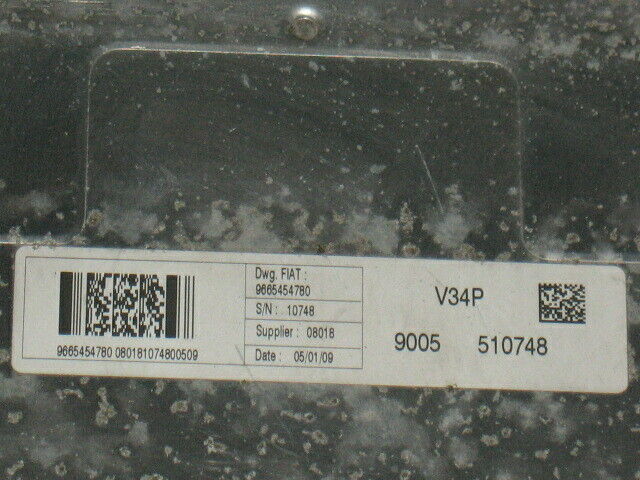 9665454780 080181074800509
Dwg. FIAT :
9665454780
S/N : 10748
Supplier : 08018
Date : 05/01/09
V34P
9005 510748